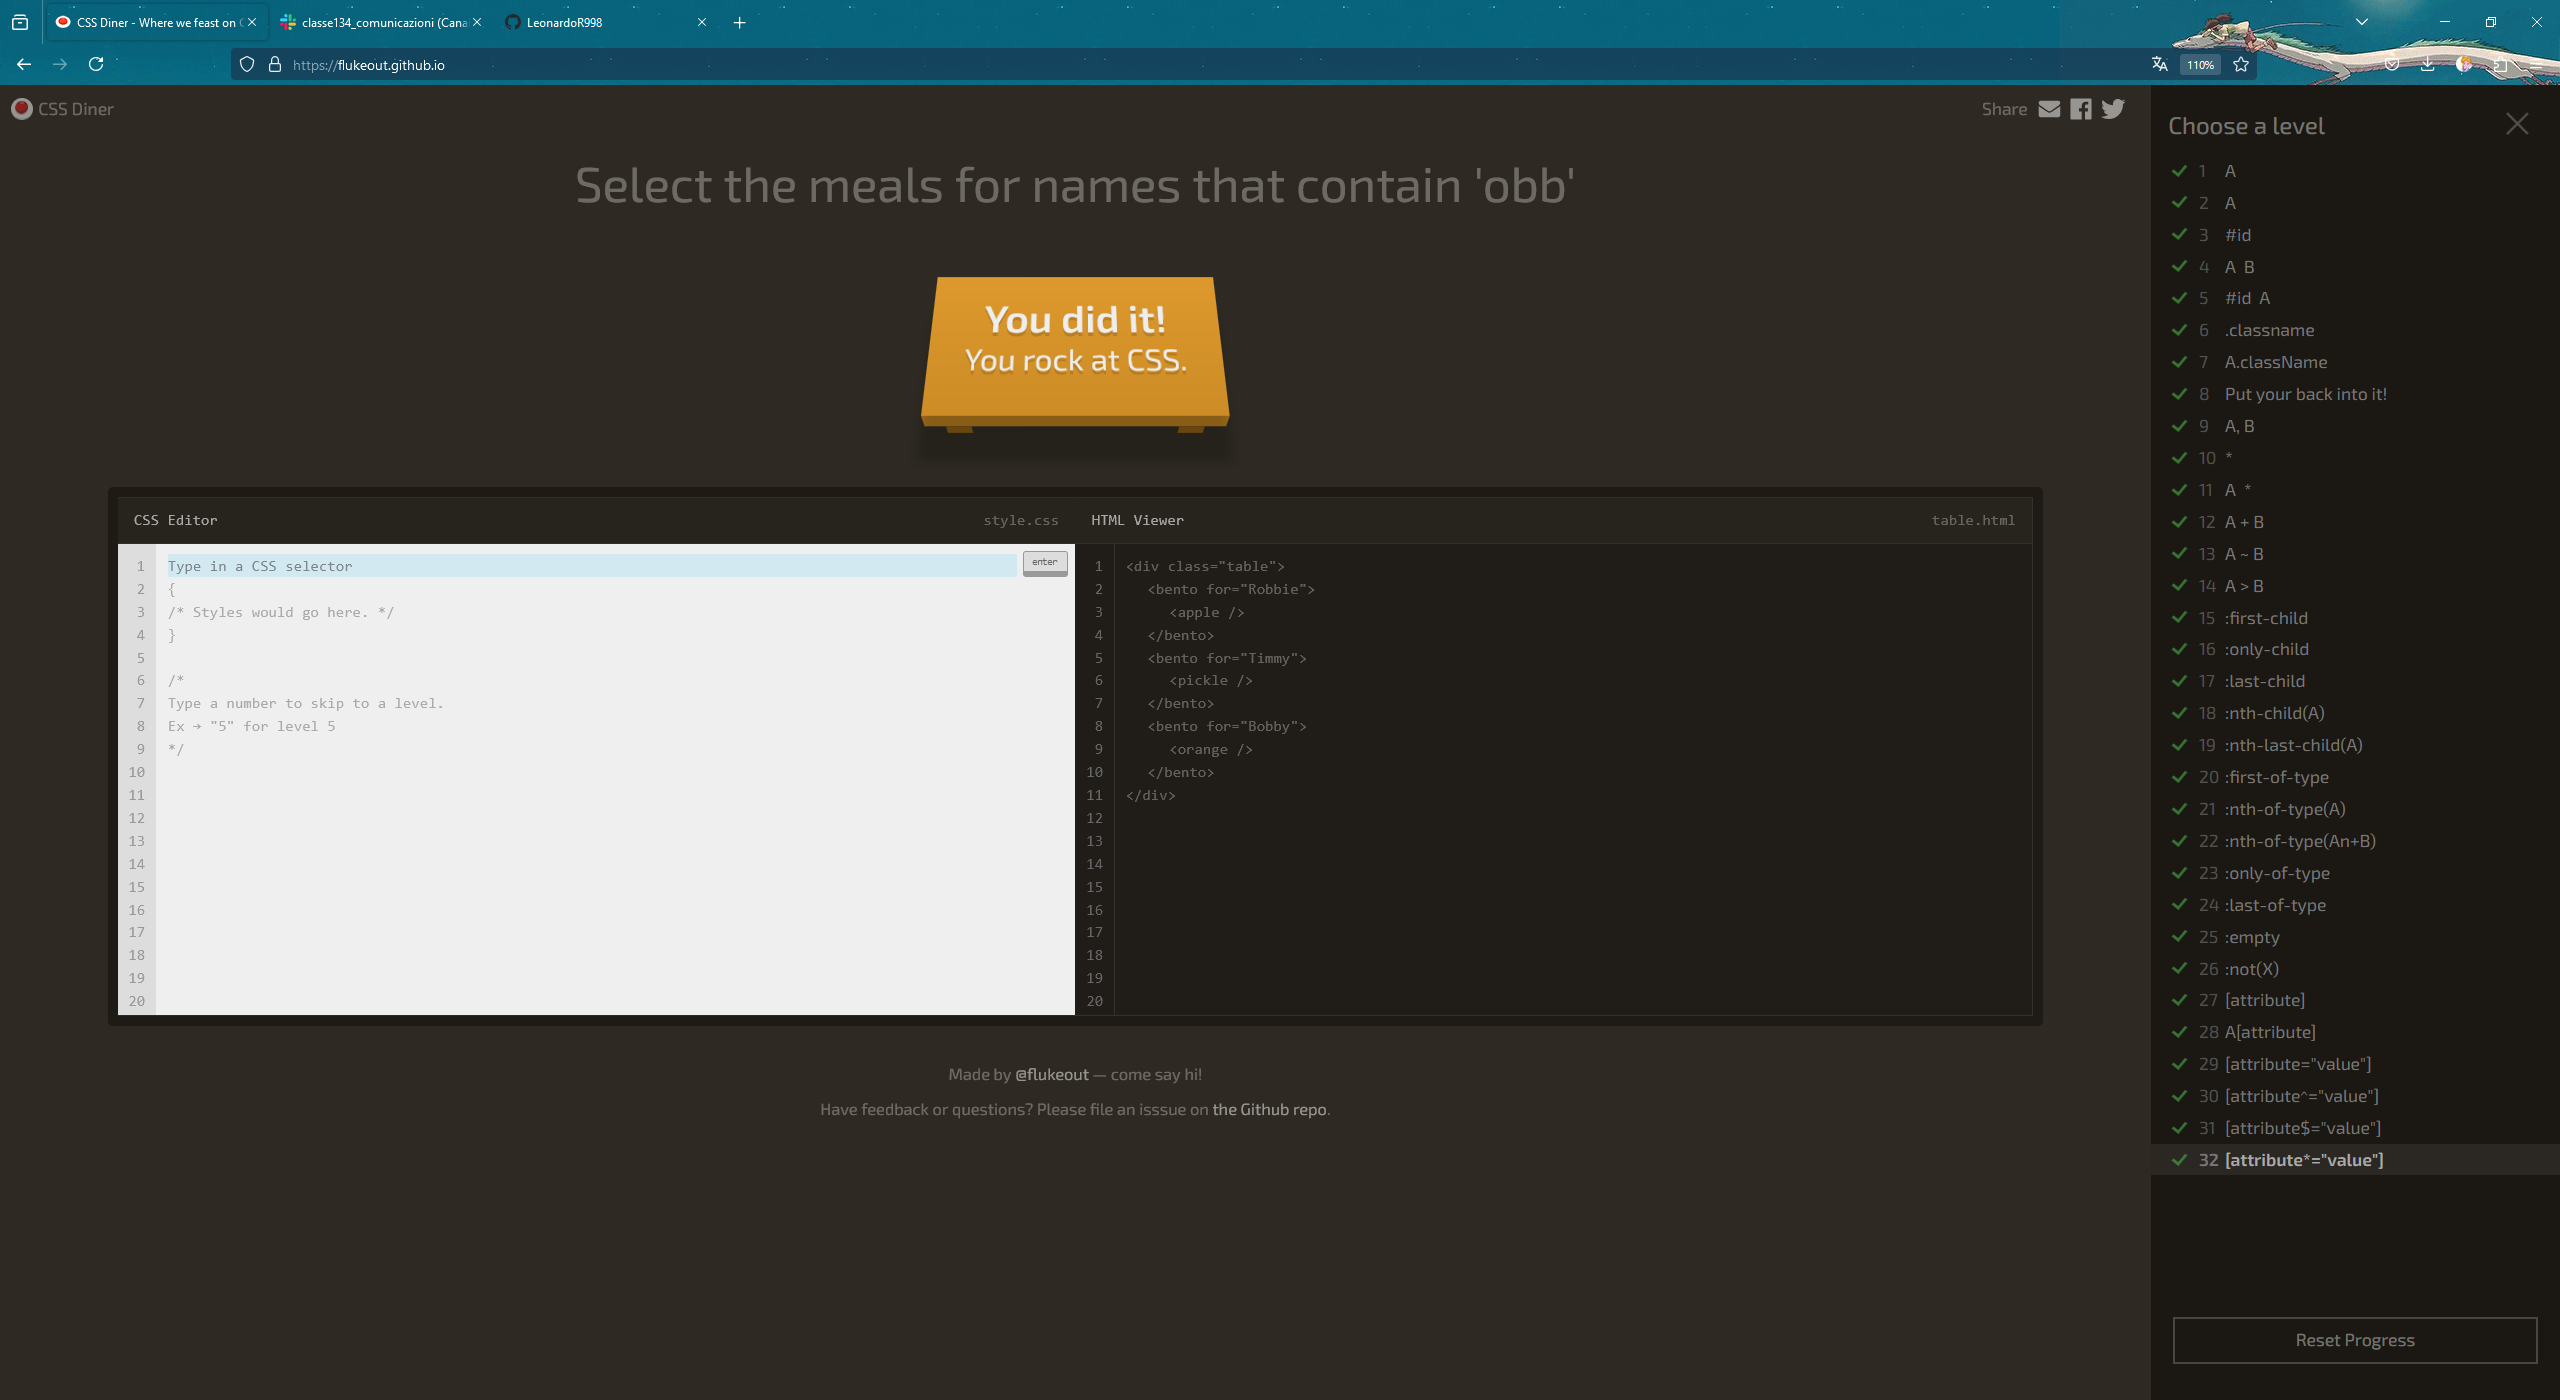 CSS Diner - Where we feast on
classe134_comunicazioni (Cana
LeonardoR998
https://flukeout.github.io
110%
CSS Diner
Share
Select the meals for names that contain 'obb'
You did it!
You rock at CSS.
CSS Editor
style.css
1 Type in a CSS selector
enter
2 {
3 /* Styles would go here. */
4 }
5
6 /*
7 Type a number to skip to a level.
8 Ex → "5" for level 5
9 */
10
11
12
13
14
15
16
17
18
19
20
HTML Viewer
table.html
1 <div class="table">
2 <bento for="Robbie">
3 <apple />
4 </bento>
5 <bento for="Timmy">
6 <pickle />
7 </bento>
8 <bento for="Bobby">
9 <orange />
10 </bento>
11 </div>
12
13
14
15
16
17
18
19
20
Made by @flukeout — come say hi!
Have feedback or questions? Please file an isssue on the Github repo.
Choose a level
1 A
2 A
3 #id
4 A B
5 #id A
6 .classname
7 A.className
8 Put your back into it!
9 A, B
10 *
11 A *
12 A + B
13 A ~ B
14 A > B
15 :first-child
16 :only-child
17 :last-child
18 :nth-child(A)
19 :nth-last-child(A)
20 :first-of-type
21 :nth-of-type(A)
22 :nth-of-type(An+B)
23 :only-of-type
24 :last-of-type
25 :empty
26 :not(X)
27 [attribute]
28 A[attribute]
29 [attribute="value"]
30 [attribute^="value"]
31 [attribute$="value"]
32 [attribute*="value"]
Reset Progress